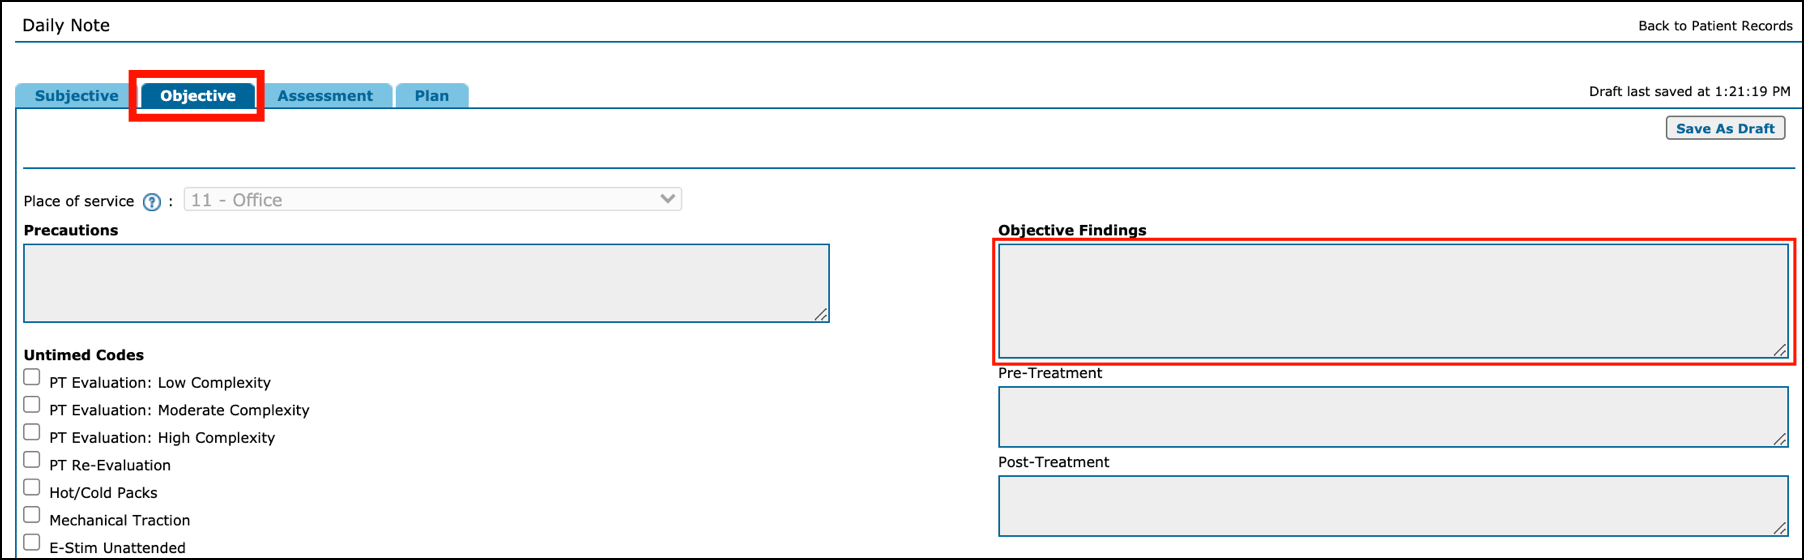 Daily Note
Back to Patient Records
Subjective Objective Assessment Plan
Draft last saved at 1:21:19 PM
Save As Draft
Place of service ? : 11 - Office
Precautions
Untimed Codes
PT Evaluation: Low Complexity
PT Evaluation: Moderate Complexity
PT Evaluation: High Complexity
PT Re-Evaluation
Hot/Cold Packs
Mechanical Traction
E-Stim Unattended
Objective Findings
Pre-Treatment
Post-Treatment